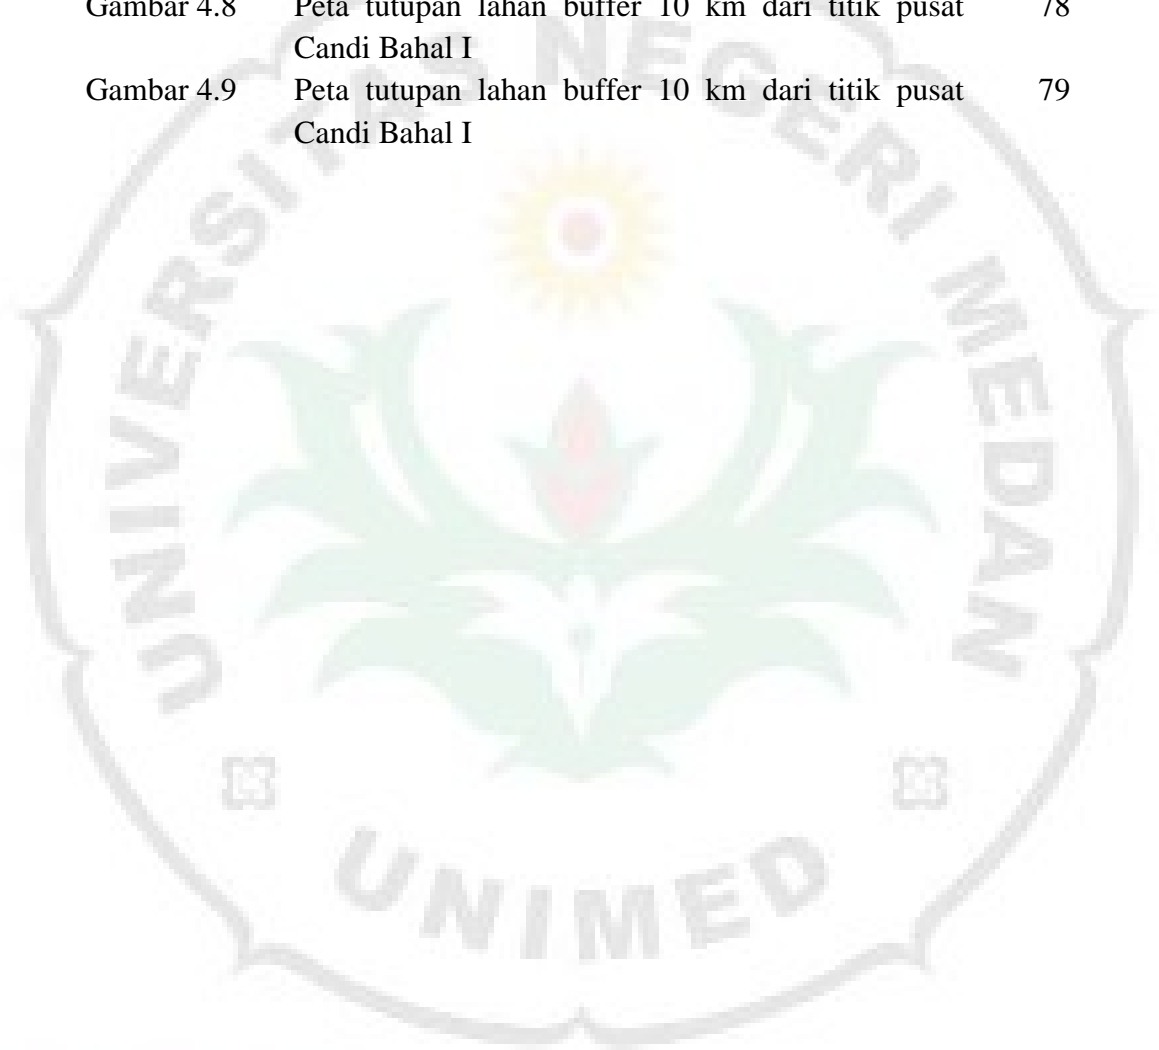 Gambar 4.8 Peta tutupan lahan buffer 10 km dari titik pusat 78
Candi Bahal I
Gambar 4.9 Peta tutupan lahan buffer 10 km dari titik pusat 79
Candi Bahal I
UNIVERSITAS NEGERI MEDAN
UNIMED